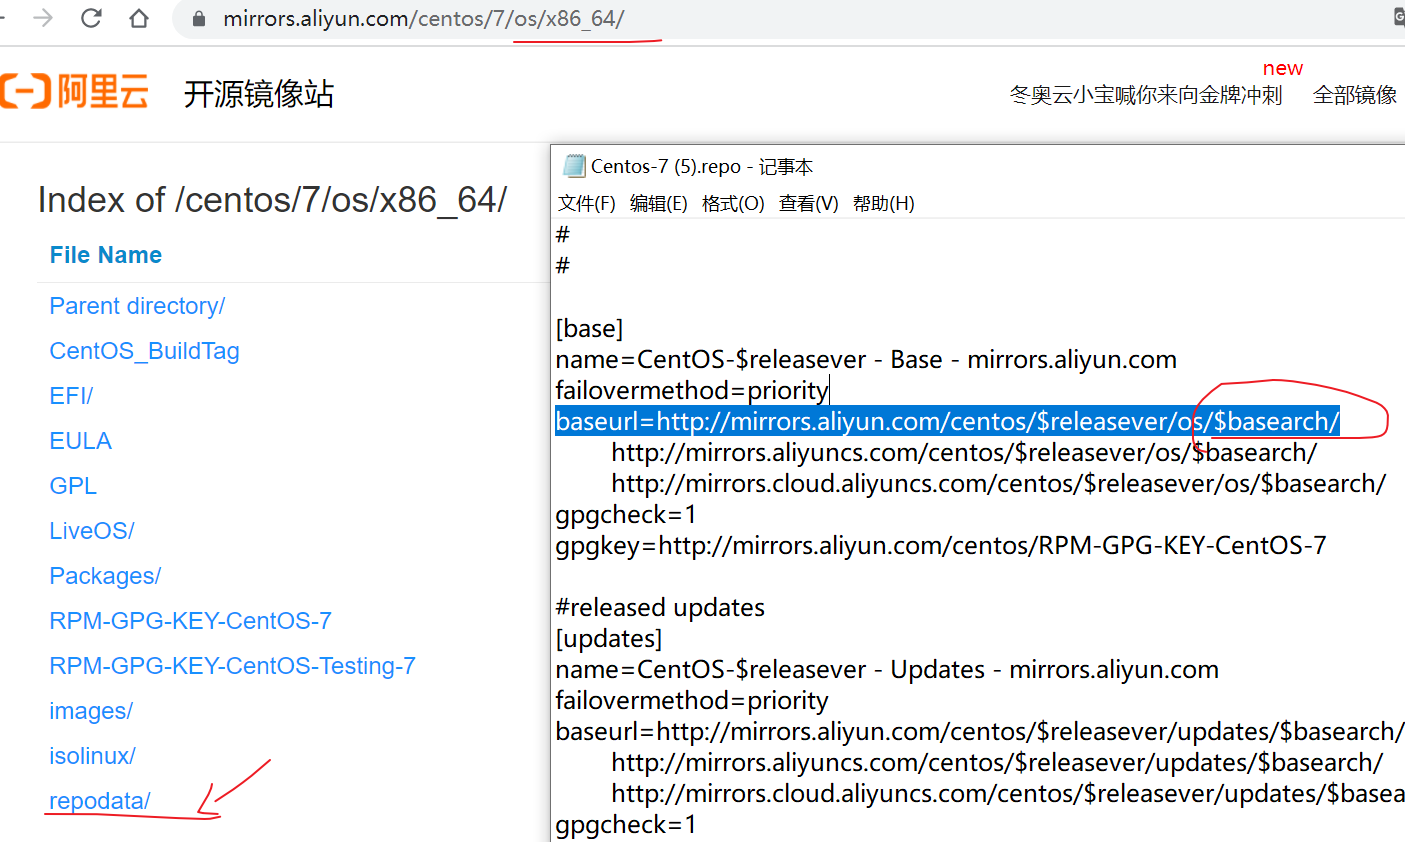 mirrors.aliyun.com/centos/7/os/x86_64/
阿里云
开源镜像站
new
冬奥云小宝喊你来向金牌冲刺
全部镜像
Index of /centos/7/os/x86_64/
File Name
Parent directory/
CentOS_BuildTag
EFI/
EULA
GPL
LiveOS/
Packages/
RPM-GPG-KEY-CentOS-7
RPM-GPG-KEY-CentOS-Testing-7
images/
isolinux/
repodata/
Centos-7 (5).repo - 记事本
文件(F) 编辑(E) 格式(O) 查看(V) 帮助(H)
#
#
[base]
name=CentOS-$releasever - Base - mirrors.aliyun.com
failovermethod=priority
baseurl=http://mirrors.aliyun.com/centos/$releasever/os/$basearch/
http://mirrors.aliyuncs.com/centos/$releasever/os/$basearch/
http://mirrors.cloud.aliyuncs.com/centos/$releasever/os/$basearch/
gpgcheck=1
gpgkey=http://mirrors.aliyun.com/centos/RPM-GPG-KEY-CentOS-7
#released updates
[updates]
name=CentOS-$releasever - Updates - mirrors.aliyun.com
failovermethod=priority
baseurl=http://mirrors.aliyun.com/centos/$releasever/updates/$basearch/
http://mirrors.aliyuncs.com/centos/$releasever/updates/$basearch/
http://mirrors.cloud.aliyuncs.com/centos/$releasever/updates/$basea
gpgcheck=1